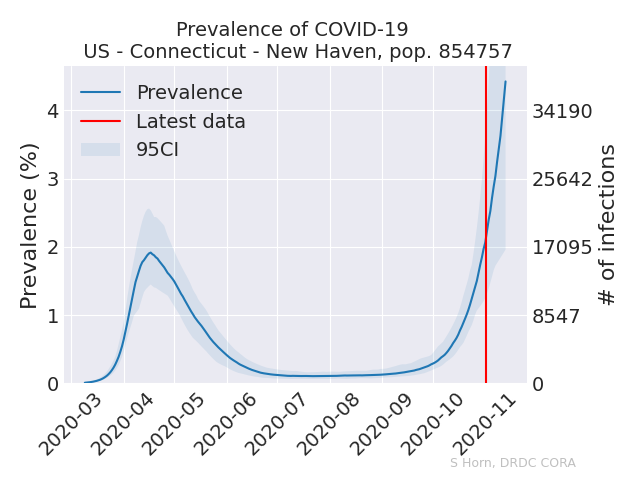 Prevalence of COVID-19
US - Connecticut - New Haven, pop. 854757
Prevalence
Latest data
95CI
Prevalence (%)
4
3
2
1
0
34190
25642
17095
8547
0
# of infections
2020-03
2020-04
2020-05
2020-06
2020-07
2020-08
2020-09
2020-10
2020-11
S Horn, DRDC CORA